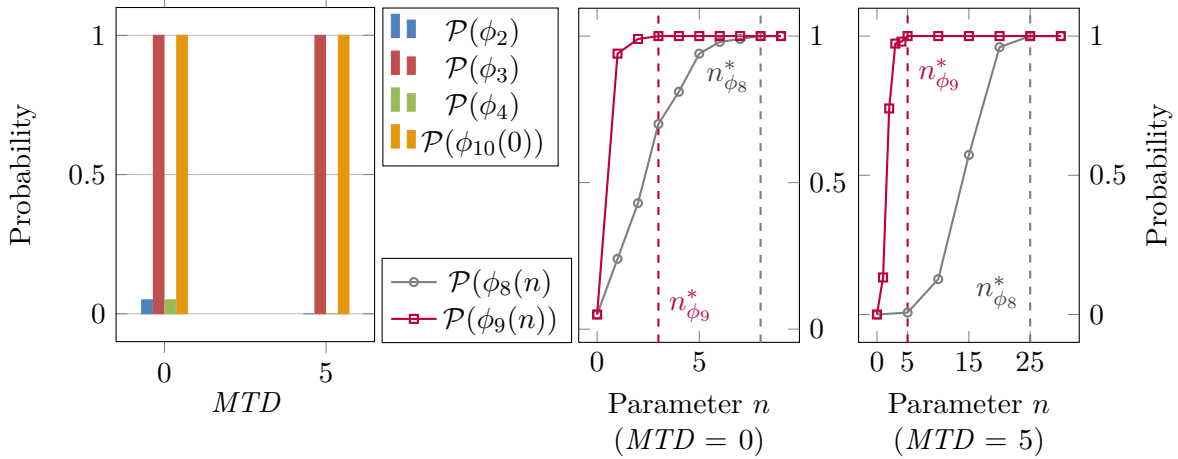 Probability
1
0.5
0
0
5
MTD
𝒫(ϕ₂)
𝒫(ϕ₃)
𝒫(ϕ₄)
𝒫(ϕ₁₀(0))
𝒫(ϕ₈(n)
𝒫(ϕ₉(n))
n*ϕ₈
n*ϕ₉
1
0.5
0
0
5
Parameter n
(MTD = 0)
n*ϕ₉
n*ϕ₈
1
0.5
0
0
5
15
25
Parameter n
(MTD = 5)
Probability